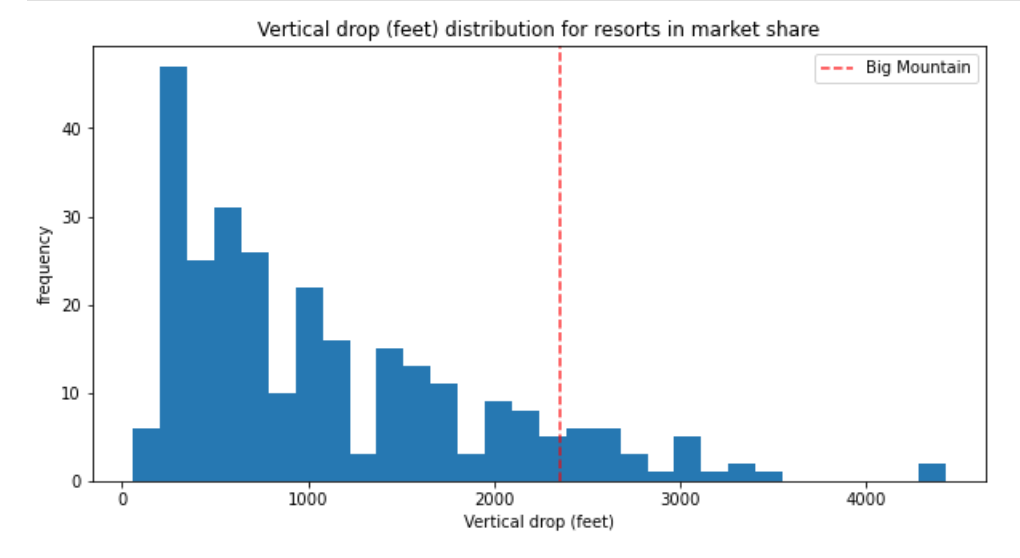 Vertical drop (feet) distribution for resorts in market share
Big Mountain
frequency
40
30
20
10
0
0 1000 2000 3000 4000
Vertical drop (feet)